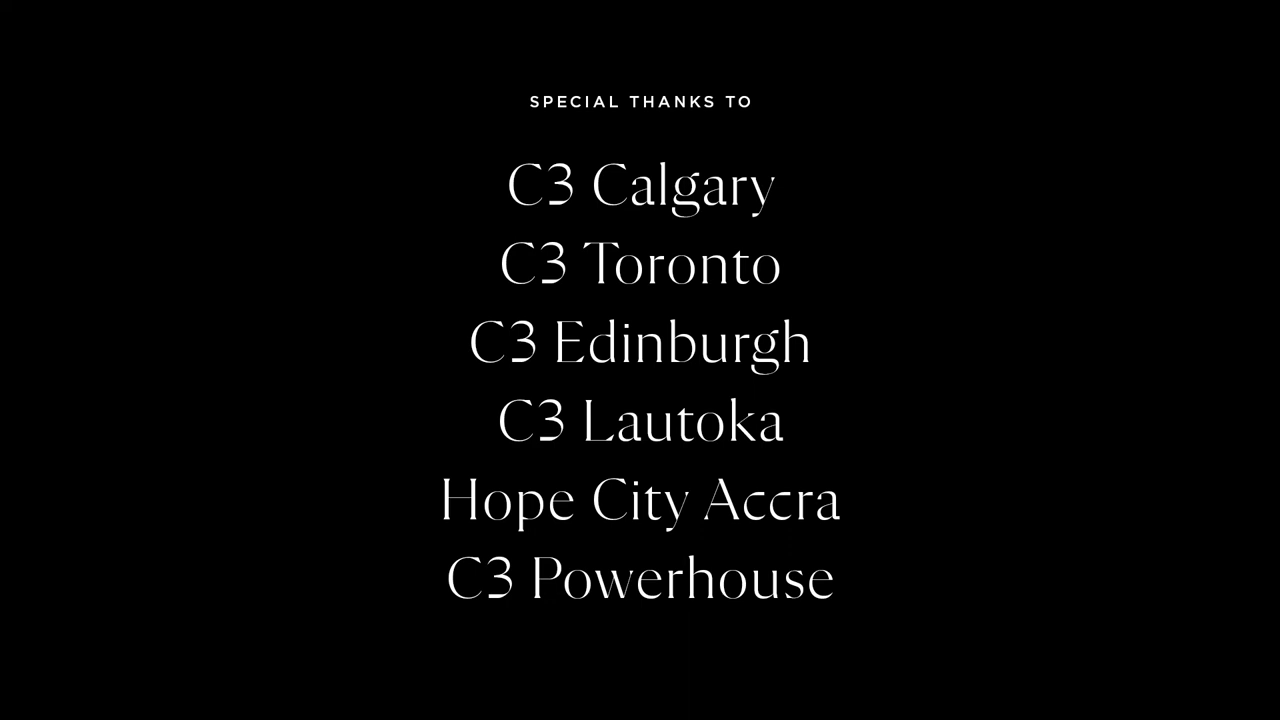 SPECIAL THANKS TO
C3 Calgary
C3 Toronto
C3 Edinburgh
C3 Lautoka
Hope City Accra
C3 Powerhouse